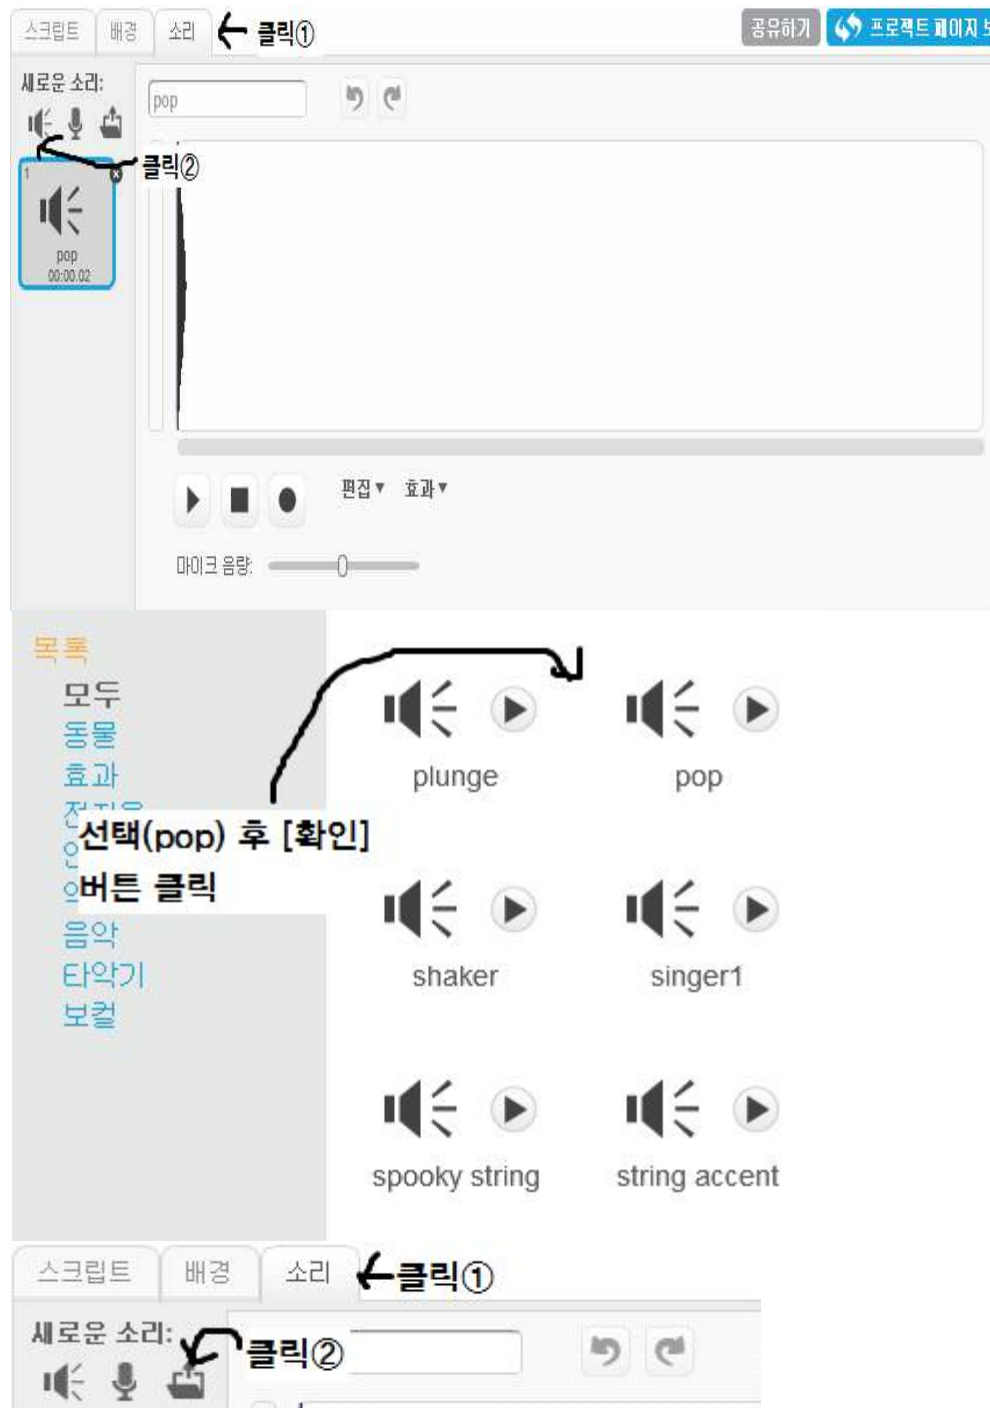 스크립트 배경 소리 클릭① 공유하기 프로젝트 페이지
새로운 소리:
pop
클릭②
1
pop
00:00.02
편집▼ 효과▼
마이크 음량:
목록
모두
동물
효과
음악
타악기
보컬
선택(pop) 후 [확인]
버튼 클릭
plunge pop
shaker singer1
spooky string string accent
스크립트 배경 소리 클릭①
새로운 소리:
클릭②